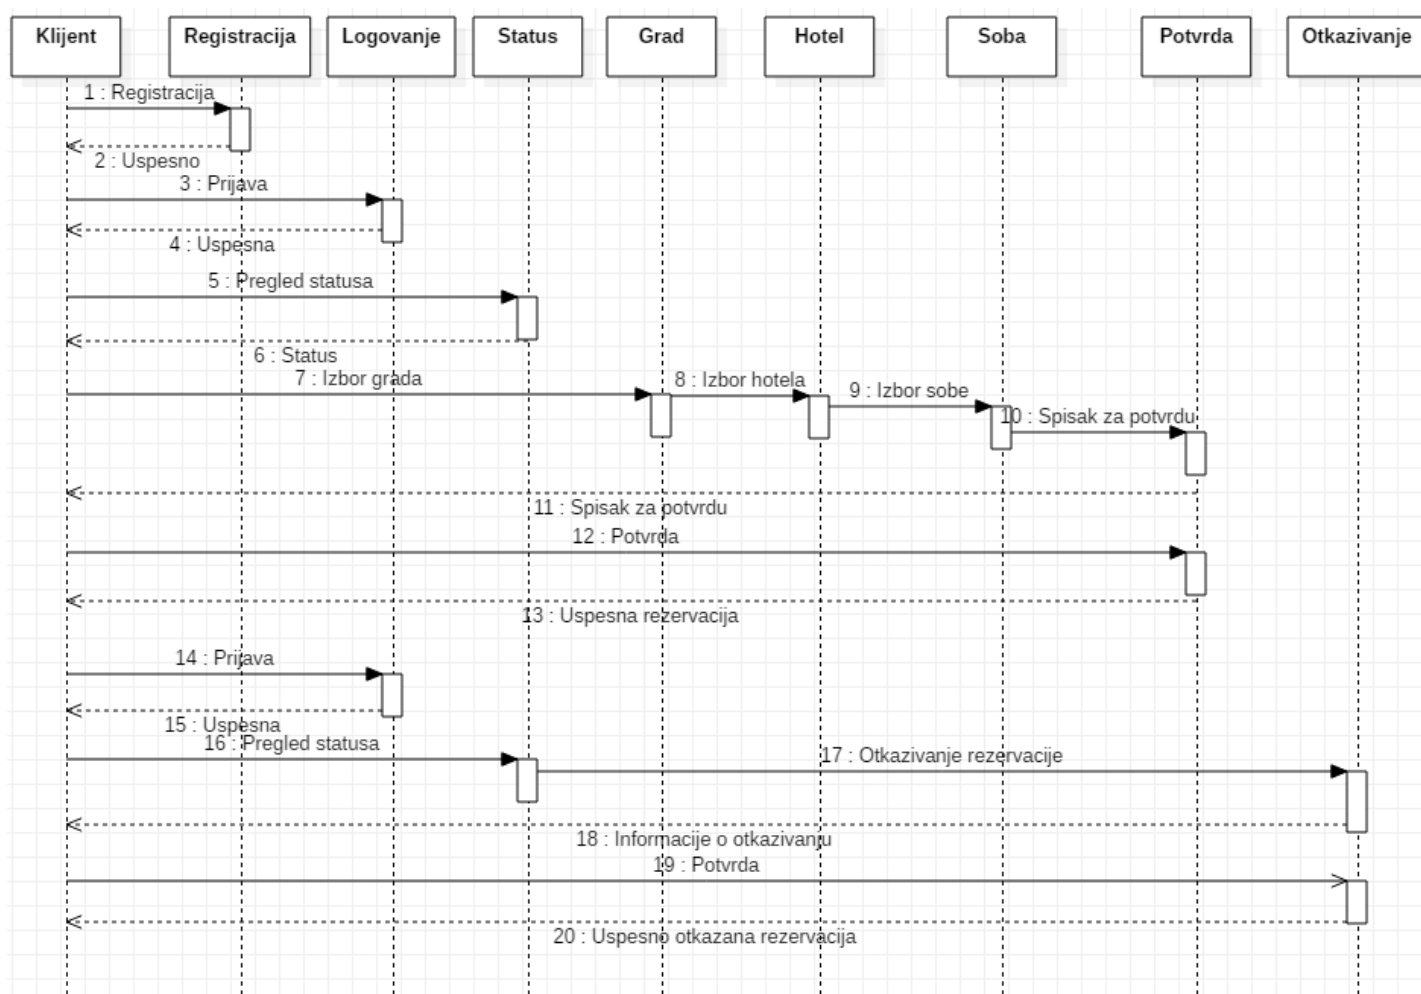 Klijent
Registracija
Logovanje
Status
Grad
Hotel
Soba
Potvrda
Otkazivanje
1 : Registracija
2 : Uspesno
3 : Prijava
4 : Uspesna
5 : Pregled statusa
6 : Status
7 : Izbor grada
8 : Izbor hotela
9 : Izbor sobe
10 : Spisak za potvrdu
11 : Spisak za potvrdu
12 : Potvrda
13 : Uspesna rezervacija
14 : Prijava
15 : Uspesna
16 : Pregled statusa
17 : Otkazivanje rezervacije
18 : Informacije o otkazivanju
19 : Potvrda
20 : Uspesno otkazana rezervacija